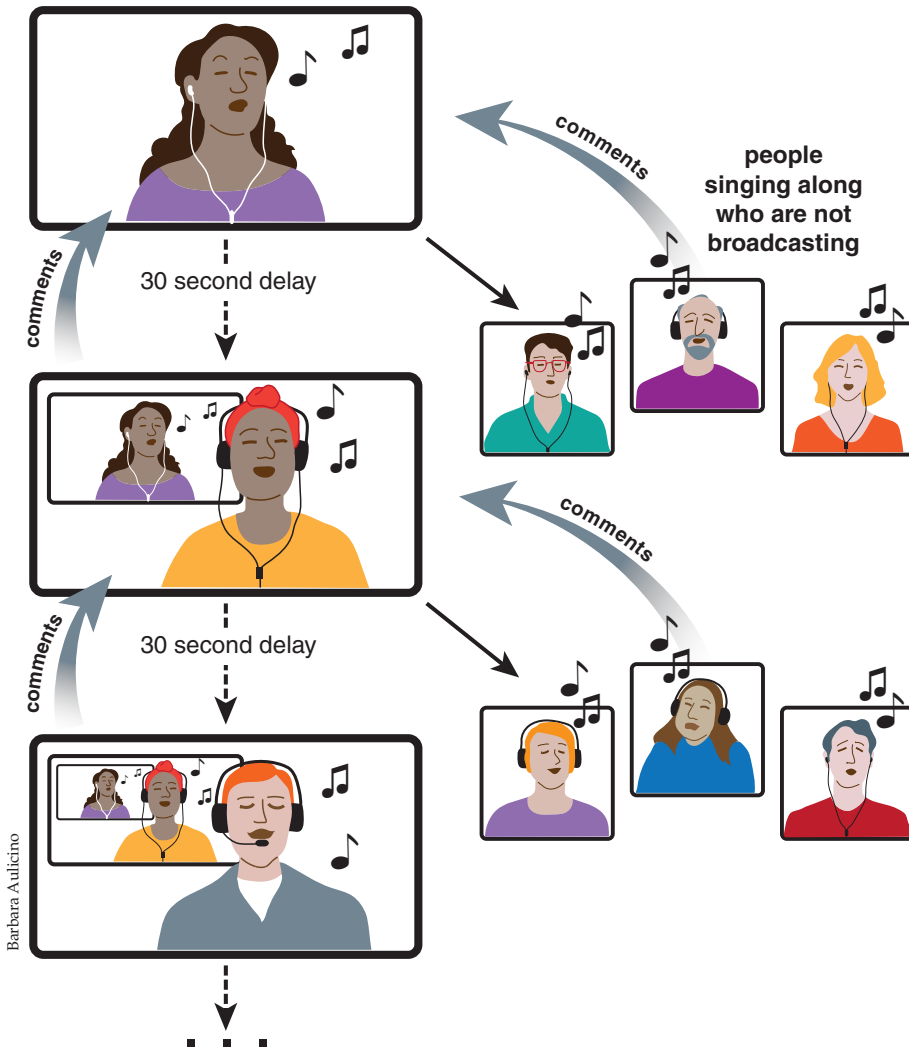 comments
people
singing along
who are not
broadcasting
comments
30 second delay
comments
comments
30 second delay
Barbara Aulicino